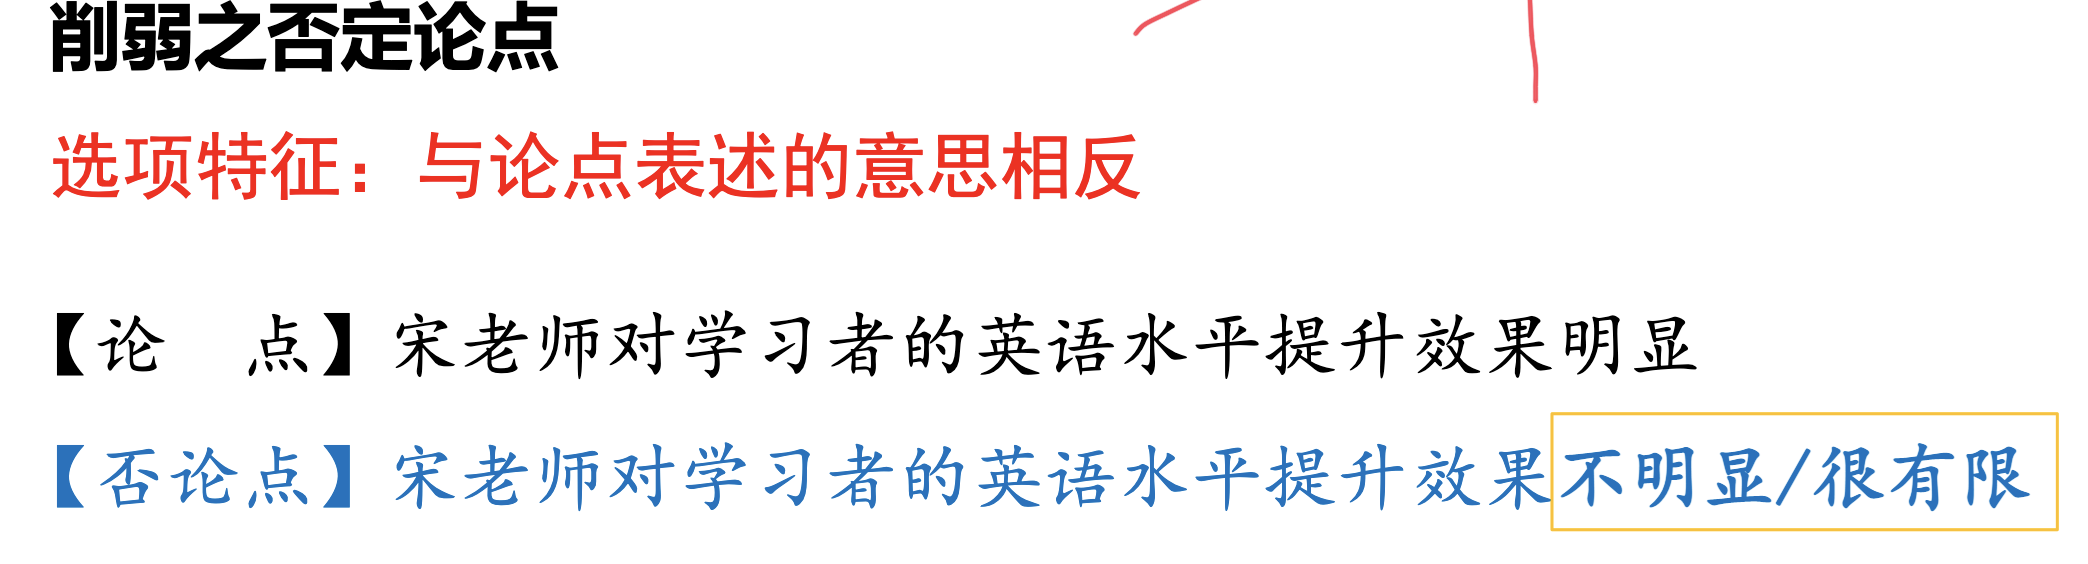 削弱之否定论点
选项特征：与论点表述的意思相反
【论　点】宋老师对学习者的英语水平提升效果明显
【否论点】宋老师对学习者的英语水平提升效果不明显/很有限